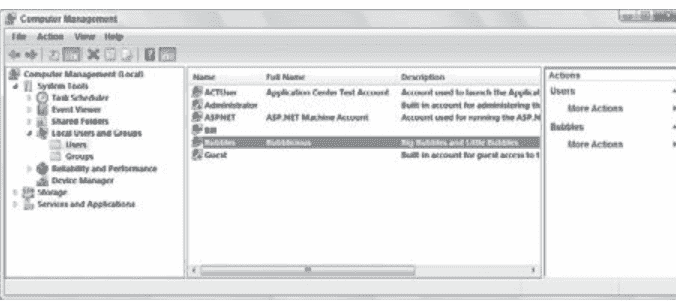 Computer Management
File Action View Help
Computer Management (Local)
System Tools
Task Scheduler
Event Viewer
Shared Folders
Local Users and Groups
Users
Groups
Reliability and Performance
Device Manager
Storage
Services and Applications
Name Full Name Description
ACTUser Application Center Test Account Account used to launch the Applicat
Administrator Built in account for administering th
ASPNET ASP.NET Machine Account Account used for running the ASP.N
Bill
Bubbles Bubblicious Big Bubbles and Little Bubbles
Guest Built in account for guest access to t
Actions
Users
More Actions
Bubbles
More Actions